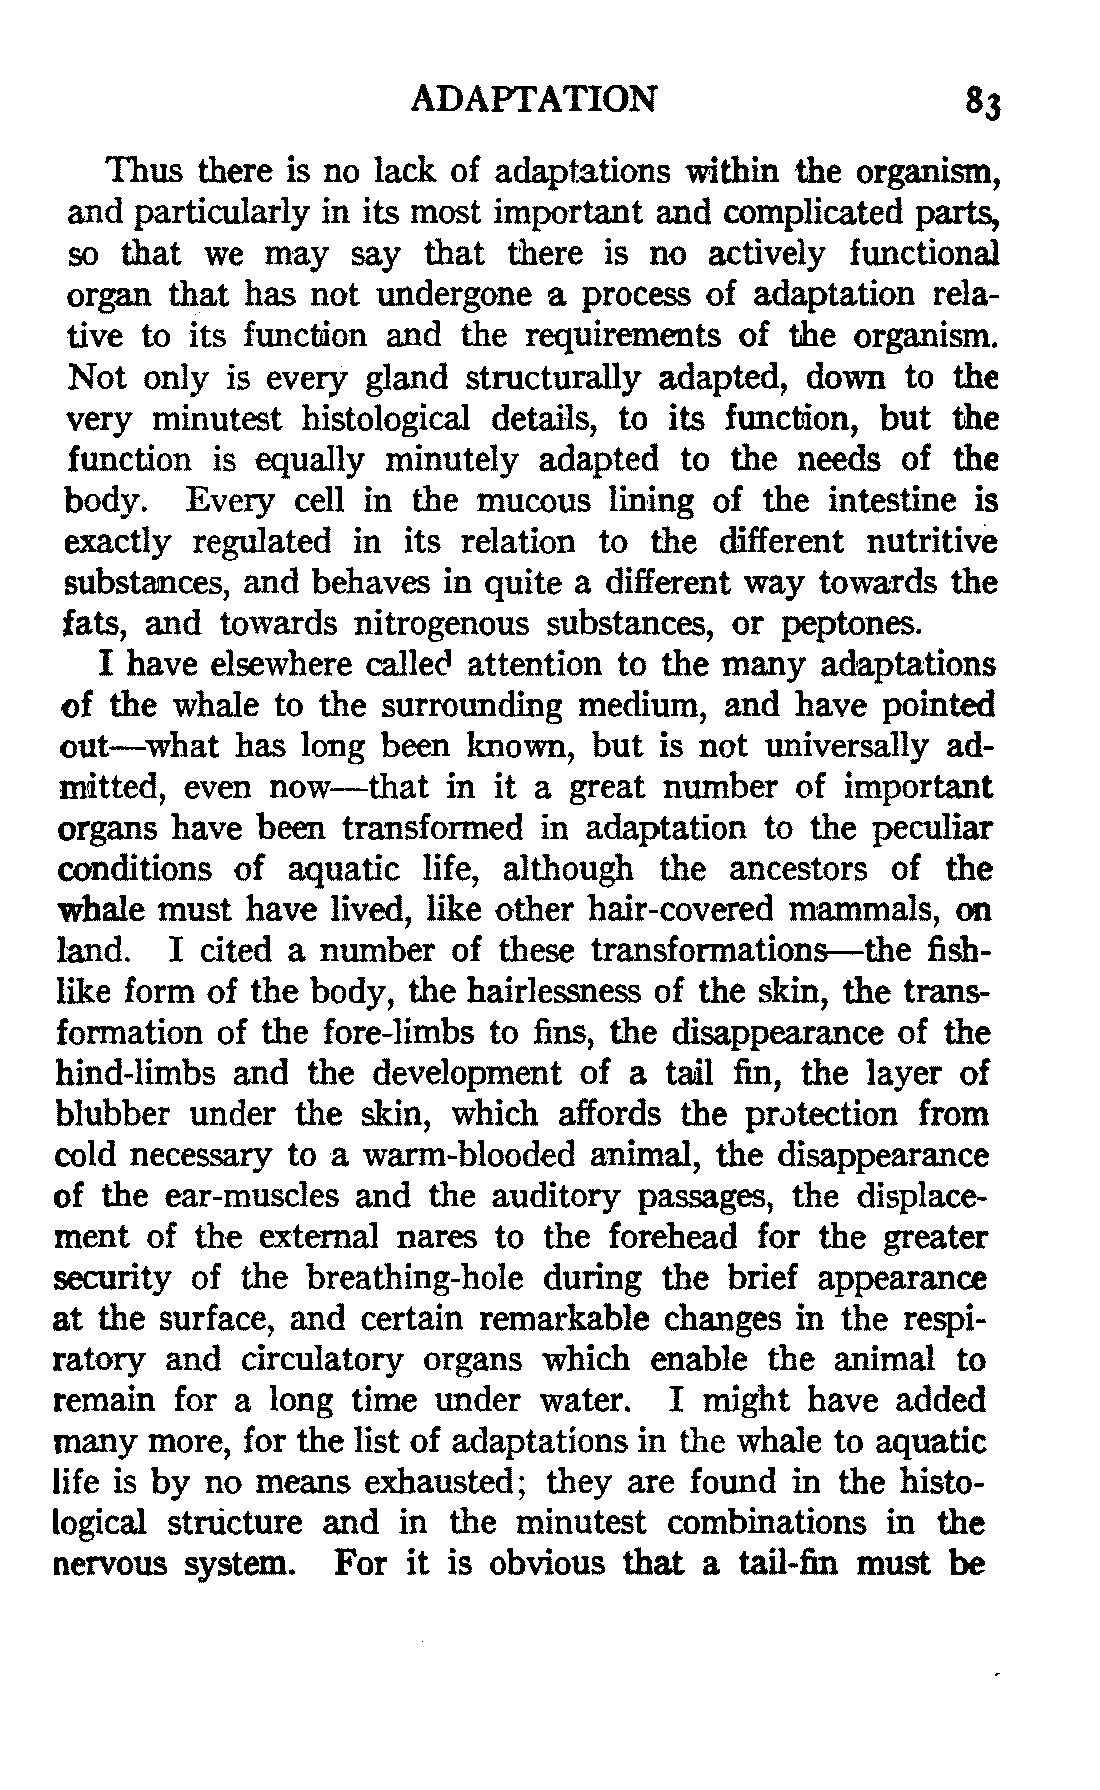 ADAPTATION 83
Thus there is no lack of adaptations within the organism,
and particularly in its most important and complicated parts,
so that we may say that there is no actively functional
organ that has not undergone a process of adaptation rela-
tive to its function and the requirements of the organism.
Not only is every gland structurally adapted, down to the
very minutest histological details, to its function, but the
function is equally minutely adapted to the needs of the
body. Every cell in the mucous lining of the intestine is
exactly regulated in its relation to the different nutritive
substances, and behaves in quite a different way towards the
fats, and towards nitrogenous substances, or peptones.
I have elsewhere called attention to the many adaptations
of the whale to the surrounding medium, and have pointed
out—what has long been known, but is not universally ad-
mitted, even now—that in it a great number of important
organs have been transformed in adaptation to the peculiar
conditions of aquatic life, although the ancestors of the
whale must have lived, like other hair-covered mammals, on
land. I cited a number of these transformations—the fish-
like form of the body, the hairlessness of the skin, the trans-
formation of the fore-limbs to fins, the disappearance of the
hind-limbs and the development of a tail fin, the layer of
blubber under the skin, which affords the protection from
cold necessary to a warm-blooded animal, the disappearance
of the ear-muscles and the auditory passages, the displace-
ment of the external nares to the forehead for the greater
security of the breathing-hole during the brief appearance
at the surface, and certain remarkable changes in the respi-
ratory and circulatory organs which enable the animal to
remain for a long time under water. I might have added
many more, for the list of adaptations in the whale to aquatic
life is by no means exhausted; they are found in the histo-
logical structure and in the minutest combinations in the
nervous system. For it is obvious that a tail-fin must be